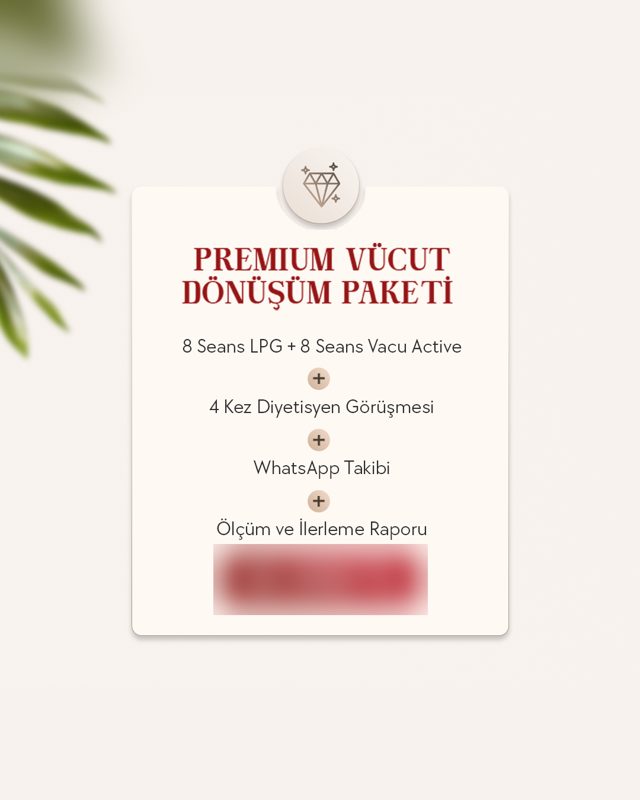 PREMIUM VÜCUT
DÖNÜŞÜM PAKETİ
8 Seans LPG + 8 Seans Vacu Active
+
4 Kez Diyetisyen Görüşmesi
+
WhatsApp Takibi
+
Ölçüm ve İlerleme Raporu